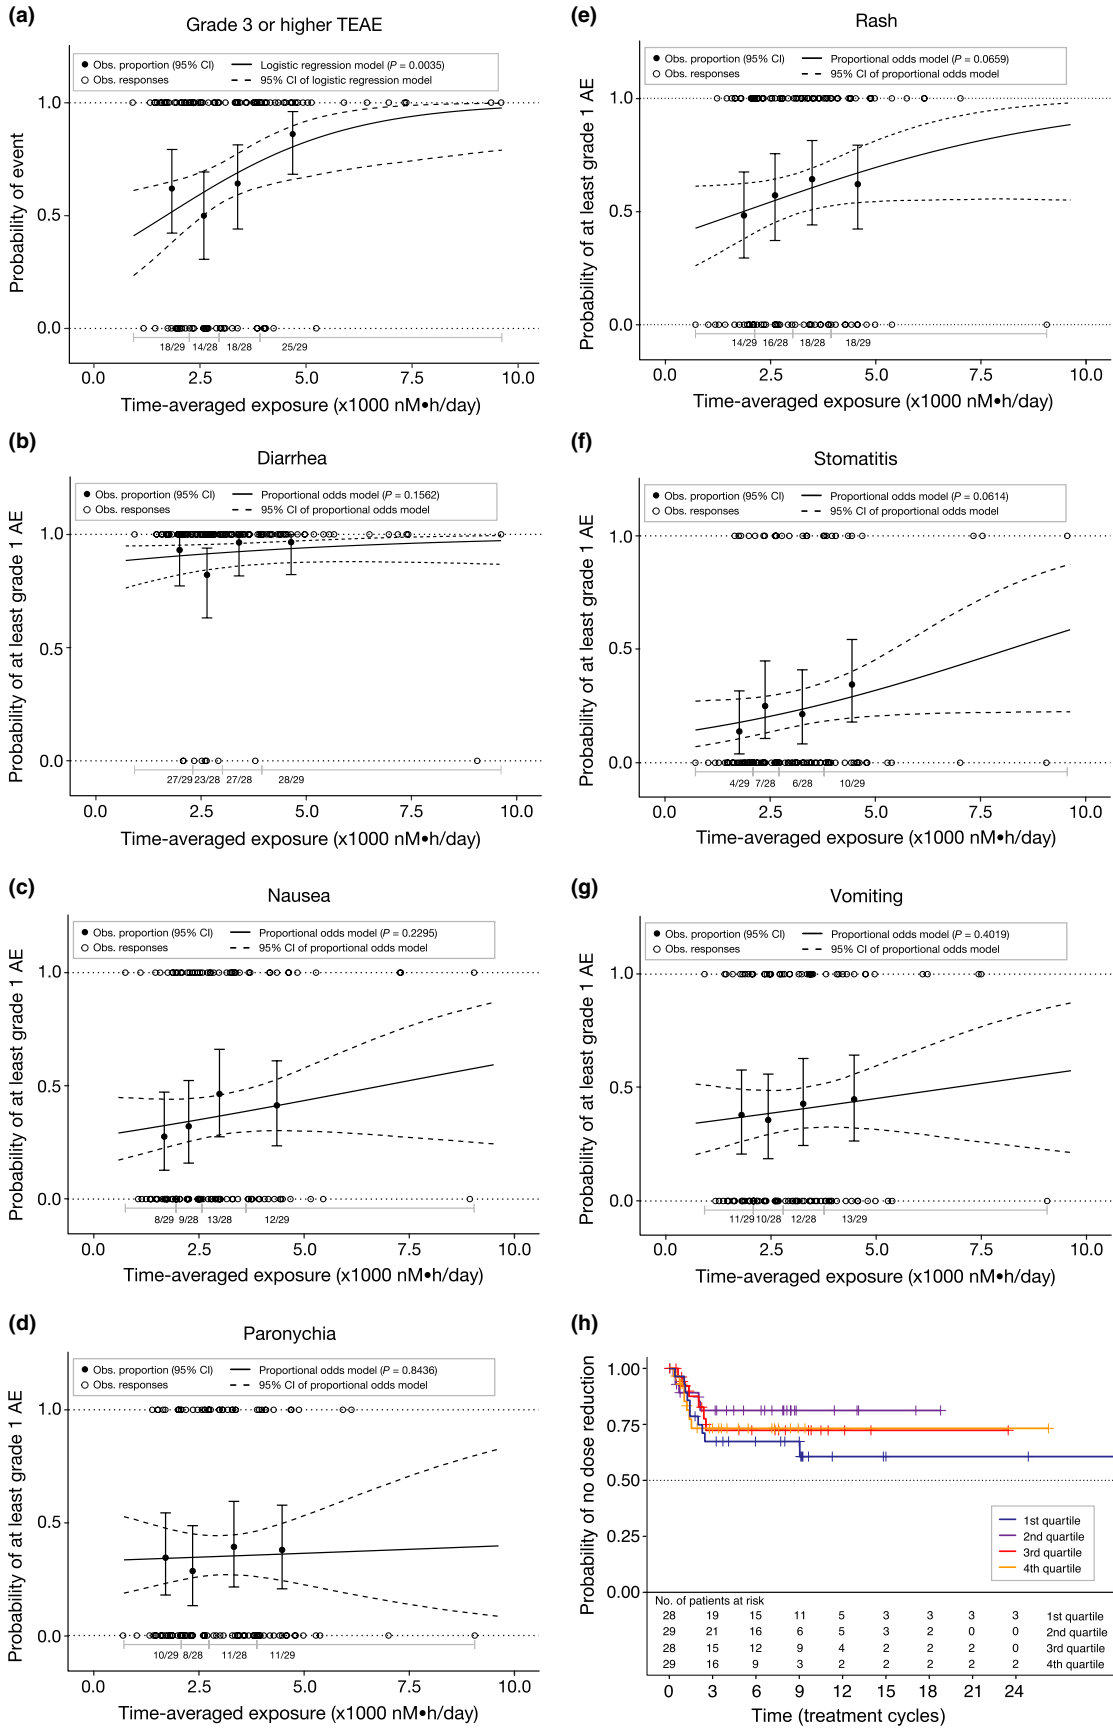 (a)
Grade 3 or higher TEAE
Obs. proportion (95% CI)
Logistic regression model (P = 0.0035)
Obs. responses
95% CI of logistic regression model
Probability of event
1.0
0.5
0.0
18/29 14/28 18/28 25/29
0.0 2.5 5.0 7.5 10.0
Time-averaged exposure (x1000 nM•h/day)
(b)
Diarrhea
Obs. proportion (95% CI)
Proportional odds model (P = 0.1562)
Obs. responses
95% CI of proportional odds model
Probability of at least grade 1 AE
1.0
0.5
0.0
27/29 23/28 27/28 28/29
0.0 2.5 5.0 7.5 10.0
Time-averaged exposure (x1000 nM•h/day)
(c)
Nausea
Obs. proportion (95% CI)
Proportional odds model (P = 0.2295)
Obs. responses
95% CI of proportional odds model
Probability of at least grade 1 AE
1.0
0.5
0.0
8/29 9/28 13/28 12/29
0.0 2.5 5.0 7.5 10.0
Time-averaged exposure (x1000 nM•h/day)
(d)
Paronychia
Obs. proportion (95% CI)
Proportional odds model (P = 0.8436)
Obs. responses
95% CI of proportional odds model
Probability of at least grade 1 AE
1.0
0.5
0.0
10/29 8/28 11/28 11/29
0.0 2.5 5.0 7.5 10.0
Time-averaged exposure (x1000 nM•h/day)
(e)
Rash
Obs. proportion (95% CI)
Proportional odds model (P = 0.0659)
Obs. responses
95% CI of proportional odds model
Probability of at least grade 1 AE
1.0
0.5
0.0
14/29 16/28 18/28 18/29
0.0 2.5 5.0 7.5 10.0
Time-averaged exposure (x1000 nM•h/day)
(f)
Stomatitis
Obs. proportion (95% CI)
Proportional odds model (P = 0.0614)
Obs. responses
95% CI of proportional odds model
Probability of at least grade 1 AE
1.0
0.5
0.0
4/29 7/28 6/28 10/29
0.0 2.5 5.0 7.5 10.0
Time-averaged exposure (x1000 nM•h/day)
(g)
Vomiting
Obs. proportion (95% CI)
Proportional odds model (P = 0.4019)
Obs. responses
95% CI of proportional odds model
Probability of at least grade 1 AE
1.0
0.5
0.0
11/29 10/28 12/28 13/29
0.0 2.5 5.0 7.5 10.0
Time-averaged exposure (x1000 nM•h/day)
(h)
Probability of no dose reduction
1.00
0.75
0.50
0.25
0.00
1st quartile
2nd quartile
3rd quartile
4th quartile
No. of patients at risk
28 19 15 11 5 3 3 3 3 1st quartile
29 21 16 6 5 3 2 0 0 2nd quartile
28 15 12 9 4 2 2 2 0 3rd quartile
29 16 9 3 2 2 2 2 2 4th quartile
0 3 6 9 12 15 18 21 24
Time (treatment cycles)